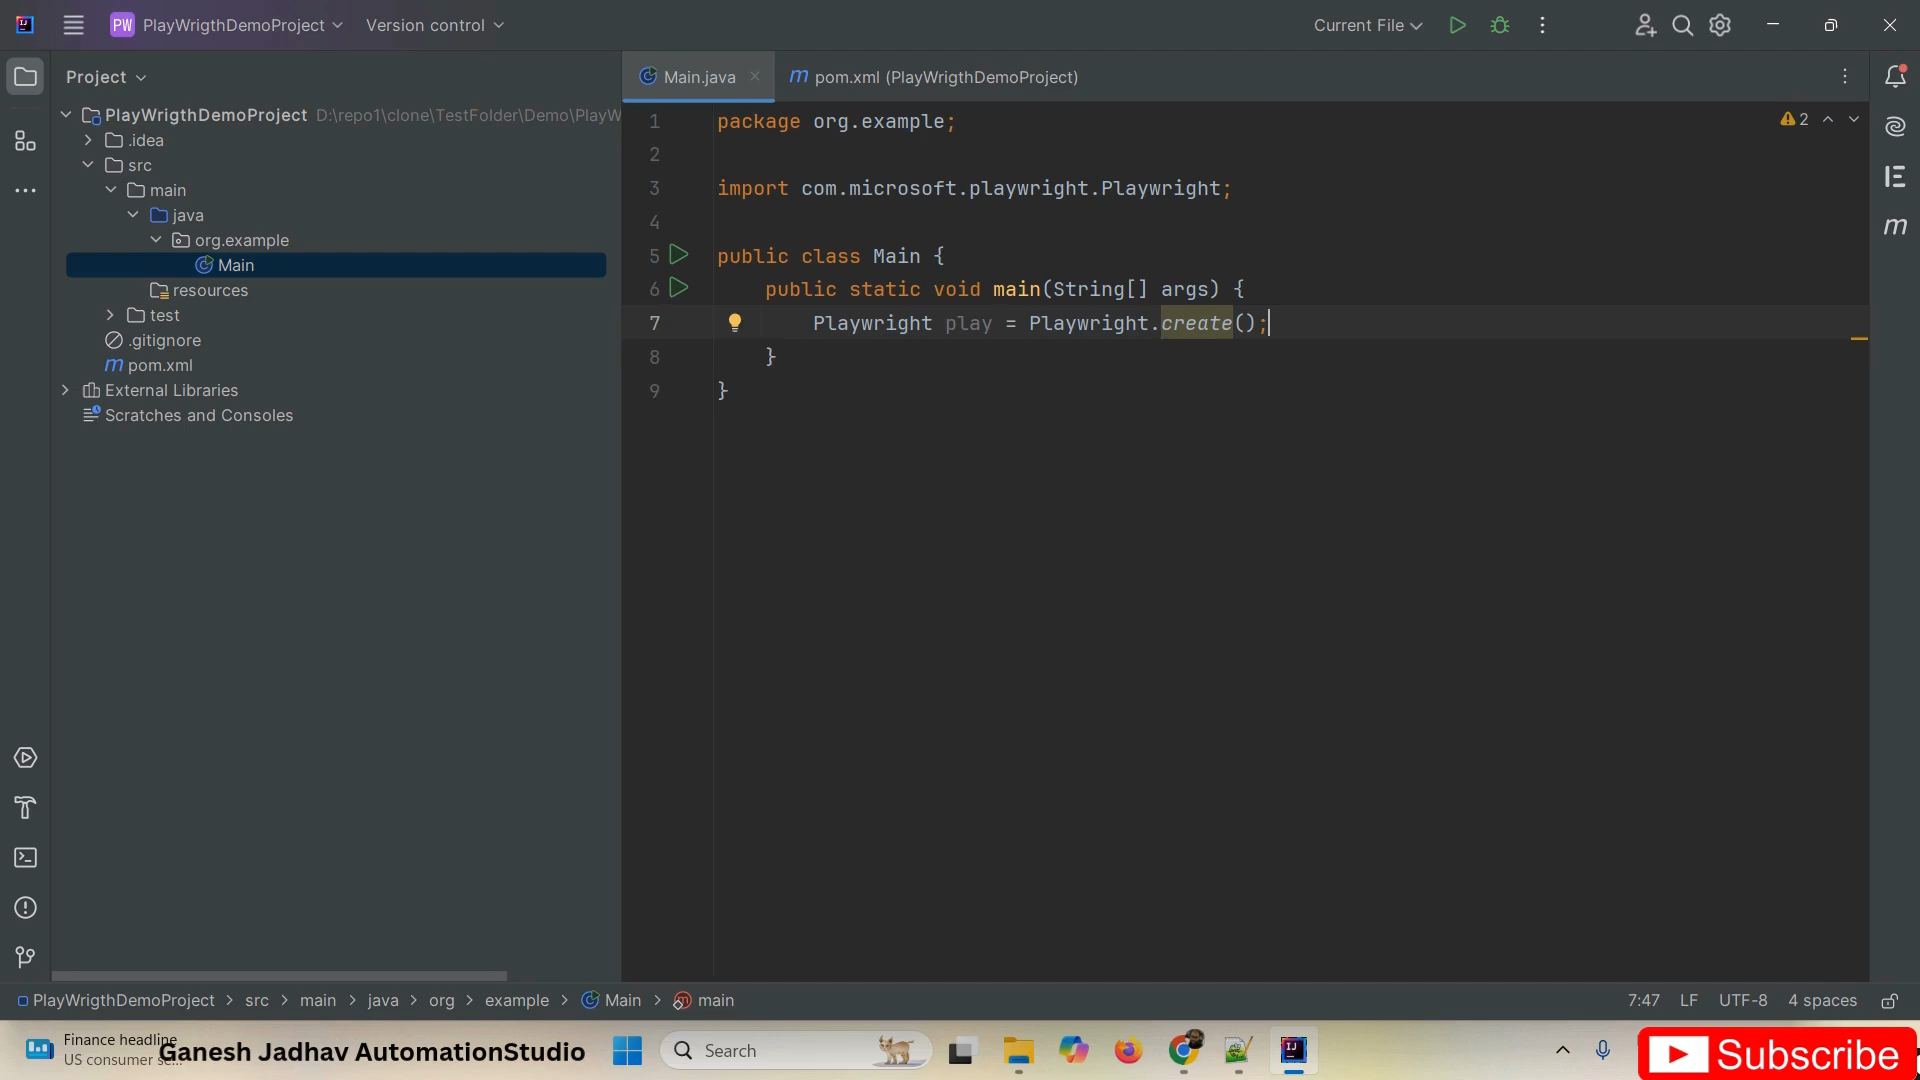 PW PlayWrigthDemoProject Version control Current File
Project
Main.java
pom.xml (PlayWrigthDemoProject)
PlayWrigthDemoProject D:\repo1\clone\TestFolder\Demo\PlayW
.idea
src
main
java
org.example
Main
resources
test
.gitignore
pom.xml
External Libraries
Scratches and Consoles
2
1 package org.example;
2
3 import com.microsoft.playwright.Playwright;
4
5 public class Main {
6 public static void main(String[] args) {
7 Playwright play = Playwright.create();
8 }
9 }
PlayWrigthDemoProject > src > main > java > org > example > Main > main
7:47 LF UTF-8 4 spaces
Finance headline
US consumer
Ganesh Jadhav AutomationStudio
Search
Subscribe